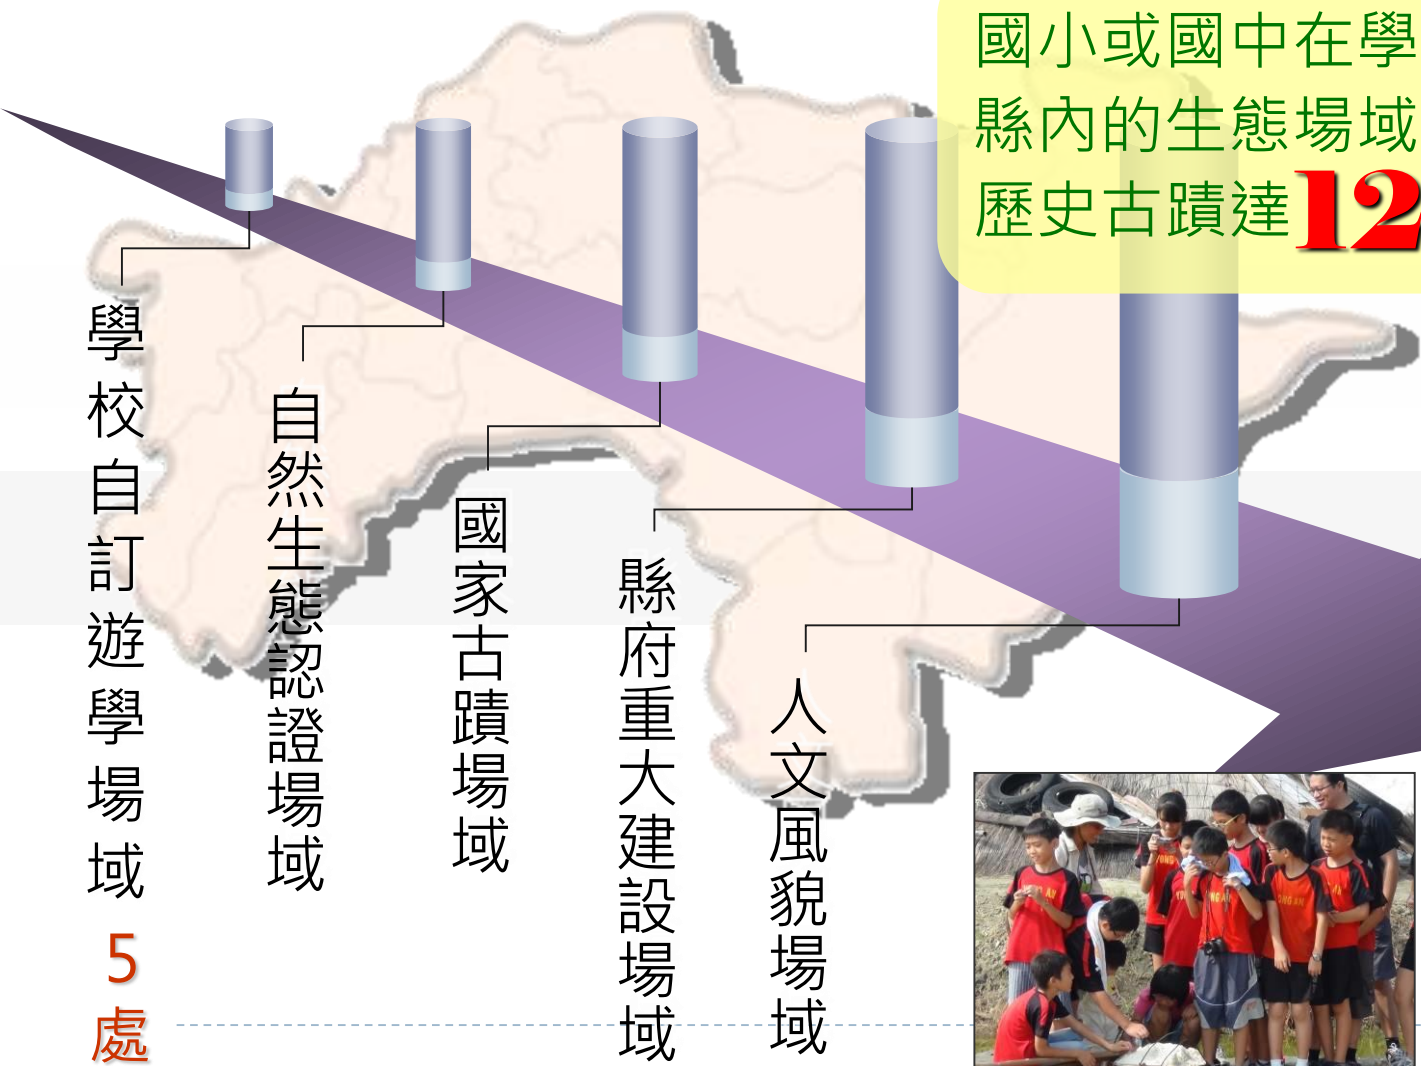 國小或國中在學
縣內的生態場域
歷史古蹟達12
學校自訂遊學場域5處
自然生態認證場域
國家古蹟場域
縣府重大建設場域
人文風貌場域